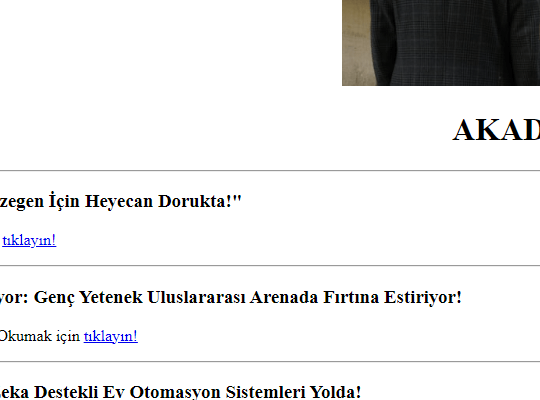 AKAD
zegen İçin Heyecan Dorukta!"
tıklayın!
yor: Genç Yetenek Uluslararası Arenada Fırtına Estiriyor!
Okumak için tıklayın!
eka Destekli Ev Otomasyon Sistemleri Yolda!